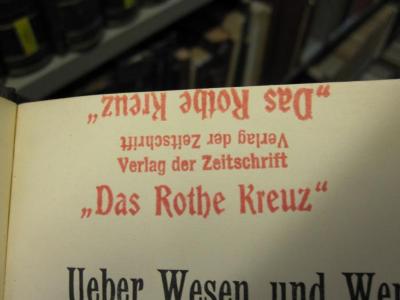 „Das Rothe Kreuz“
Verlag der Zeitschrift
Verlag der Zeitschrift
„Das Rothe Kreuz“
Ueber Wesen und